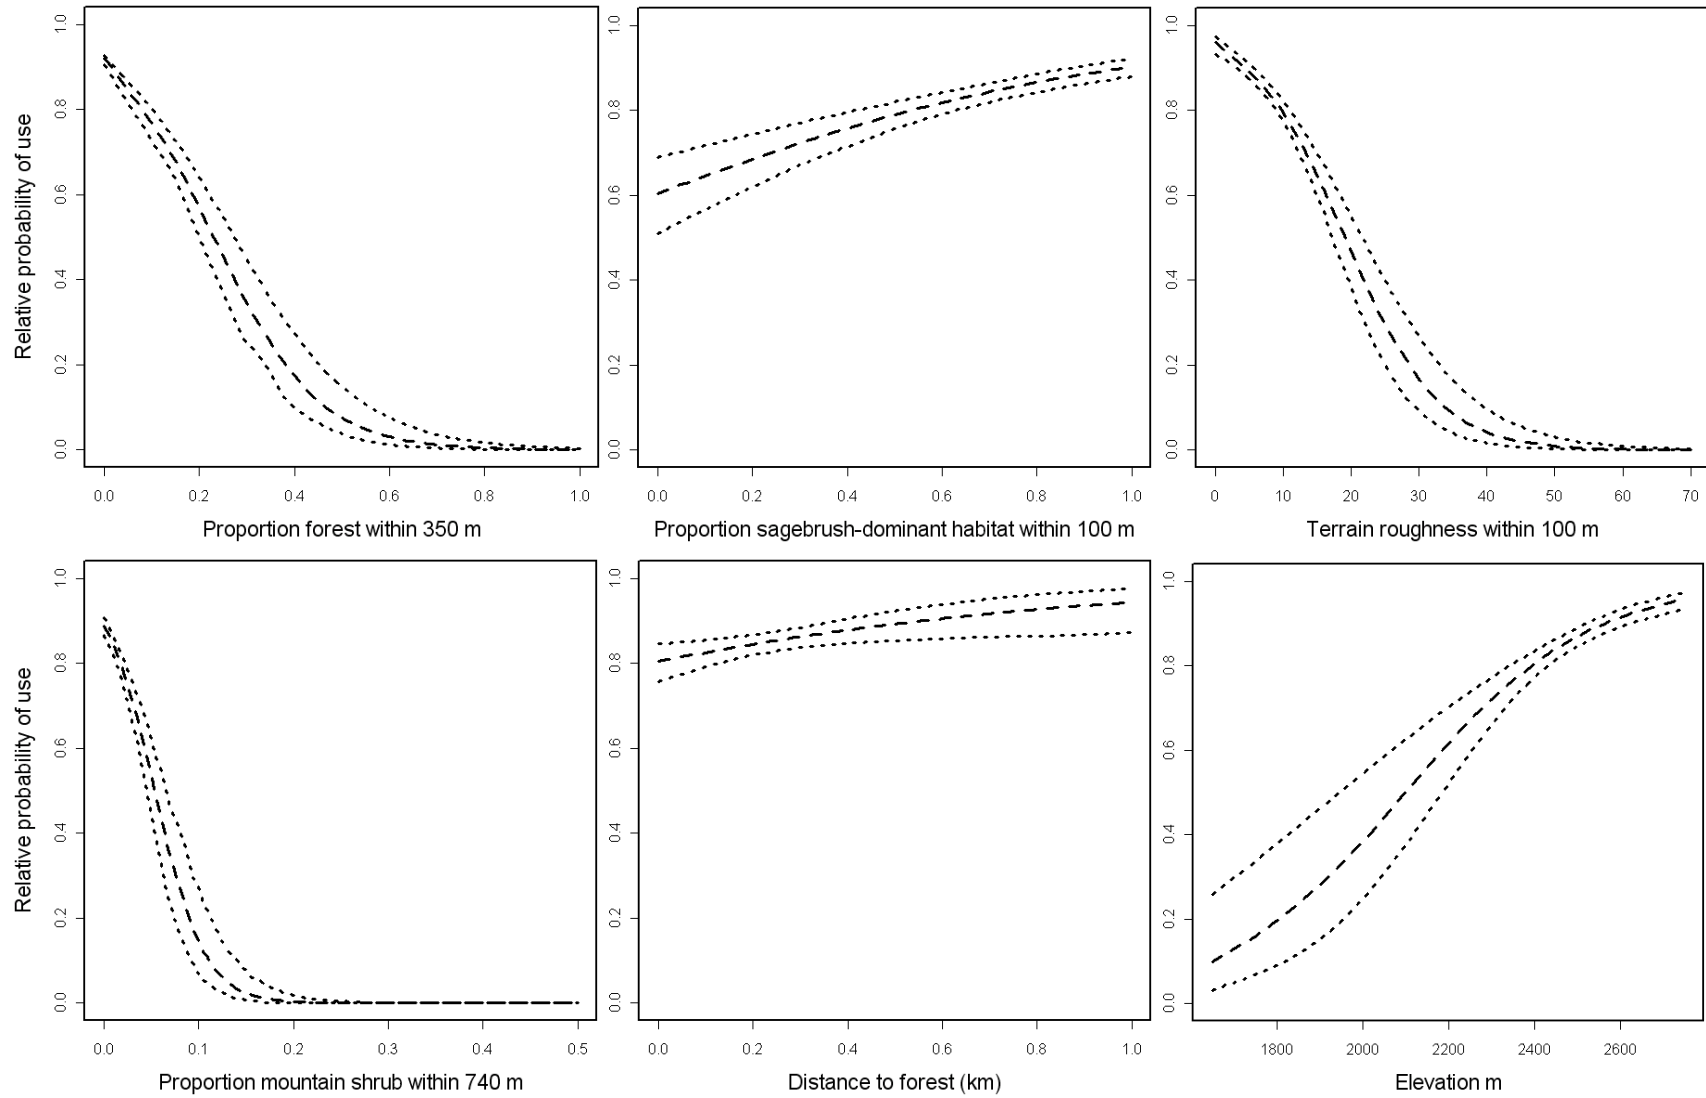 Relative probability of use
1.0
0.8
0.6
0.4
0.2
0.0
0.0 0.2 0.4 0.6 0.8 1.0
Proportion forest within 350 m
1.0
0.8
0.6
0.4
0.2
0.0
0.0 0.2 0.4 0.6 0.8 1.0
Proportion sagebrush-dominant habitat within 100 m
1.0
0.8
0.6
0.4
0.2
0.0
0 10 20 30 40 50 60 70
Terrain roughness within 100 m
Relative probability of use
1.0
0.8
0.6
0.4
0.2
0.0
0.0 0.1 0.2 0.3 0.4 0.5
Proportion mountain shrub within 740 m
1.0
0.8
0.6
0.4
0.2
0.0
0.0 0.2 0.4 0.6 0.8 1.0
Distance to forest (km)
1.0
0.8
0.6
0.4
0.2
0.0
1800 2000 2200 2400 2600
Elevation m